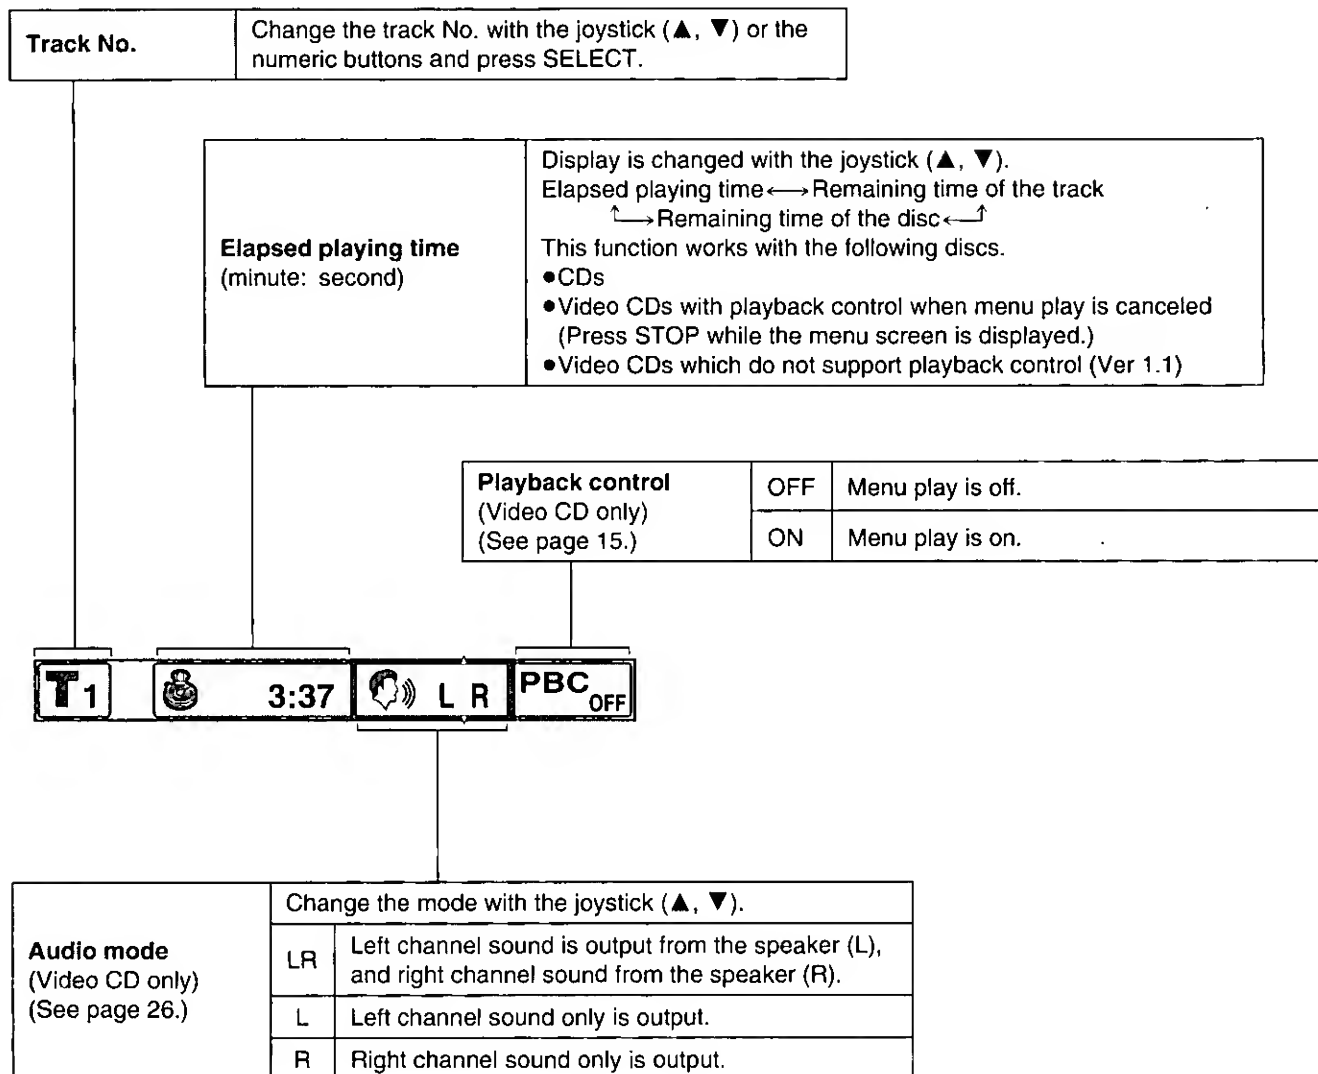 Track No.
Change the track No. with the joystick (▲, ▼) or the
numeric buttons and press SELECT.
Elapsed playing time
(minute: second)
Display is changed with the joystick (▲, ▼).
Elapsed playing time⟷Remaining time of the track
Remaining time of the disc
This function works with the following discs.
●CDs
●Video CDs with playback control when menu play is canceled
(Press STOP while the menu screen is displayed.)
●Video CDs which do not support playback control (Ver 1.1)
Playback control
(Video CD only)
(See page 15.)
OFF Menu play is off.
ON Menu play is on.
T 1 3:37 L R PBC OFF
Audio mode
(Video CD only)
(See page 26.)
Change the mode with the joystick (▲, ▼).
LR Left channel sound is output from the speaker (L),
and right channel sound from the speaker (R).
L Left channel sound only is output.
R Right channel sound only is output.